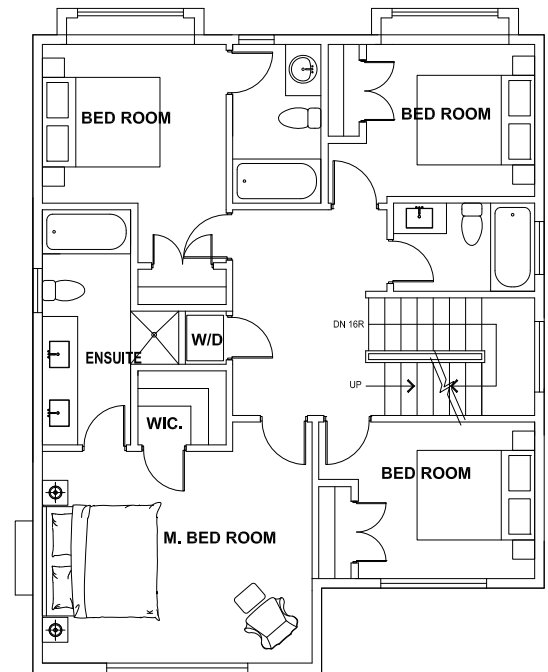 BED ROOM
BED ROOM
DN 16R
W/D
ENSUITE
UP
WIC.
BED ROOM
M. BED ROOM
K